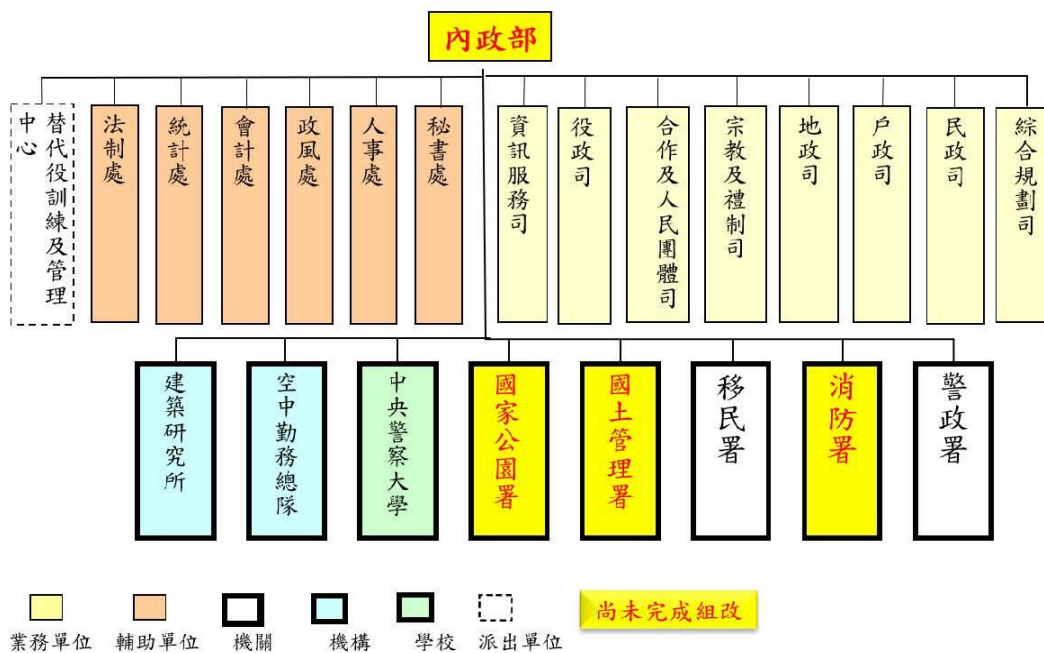 內政部
替代役訓練及管理
中心
法制處
統計處
會計處
政風處
人事處
秘書處
資訊服務司
役政司
合作及人民團體司
宗教及禮制司
地政司
戶政司
民政司
綜合規劃司
建築研究所
空中勤務總隊
中央警察大學
國家公園署
國土管理署
移民署
消防署
警政署
業務單位
輔助單位
機關
機構
學校
派出單位
尚未完成組改